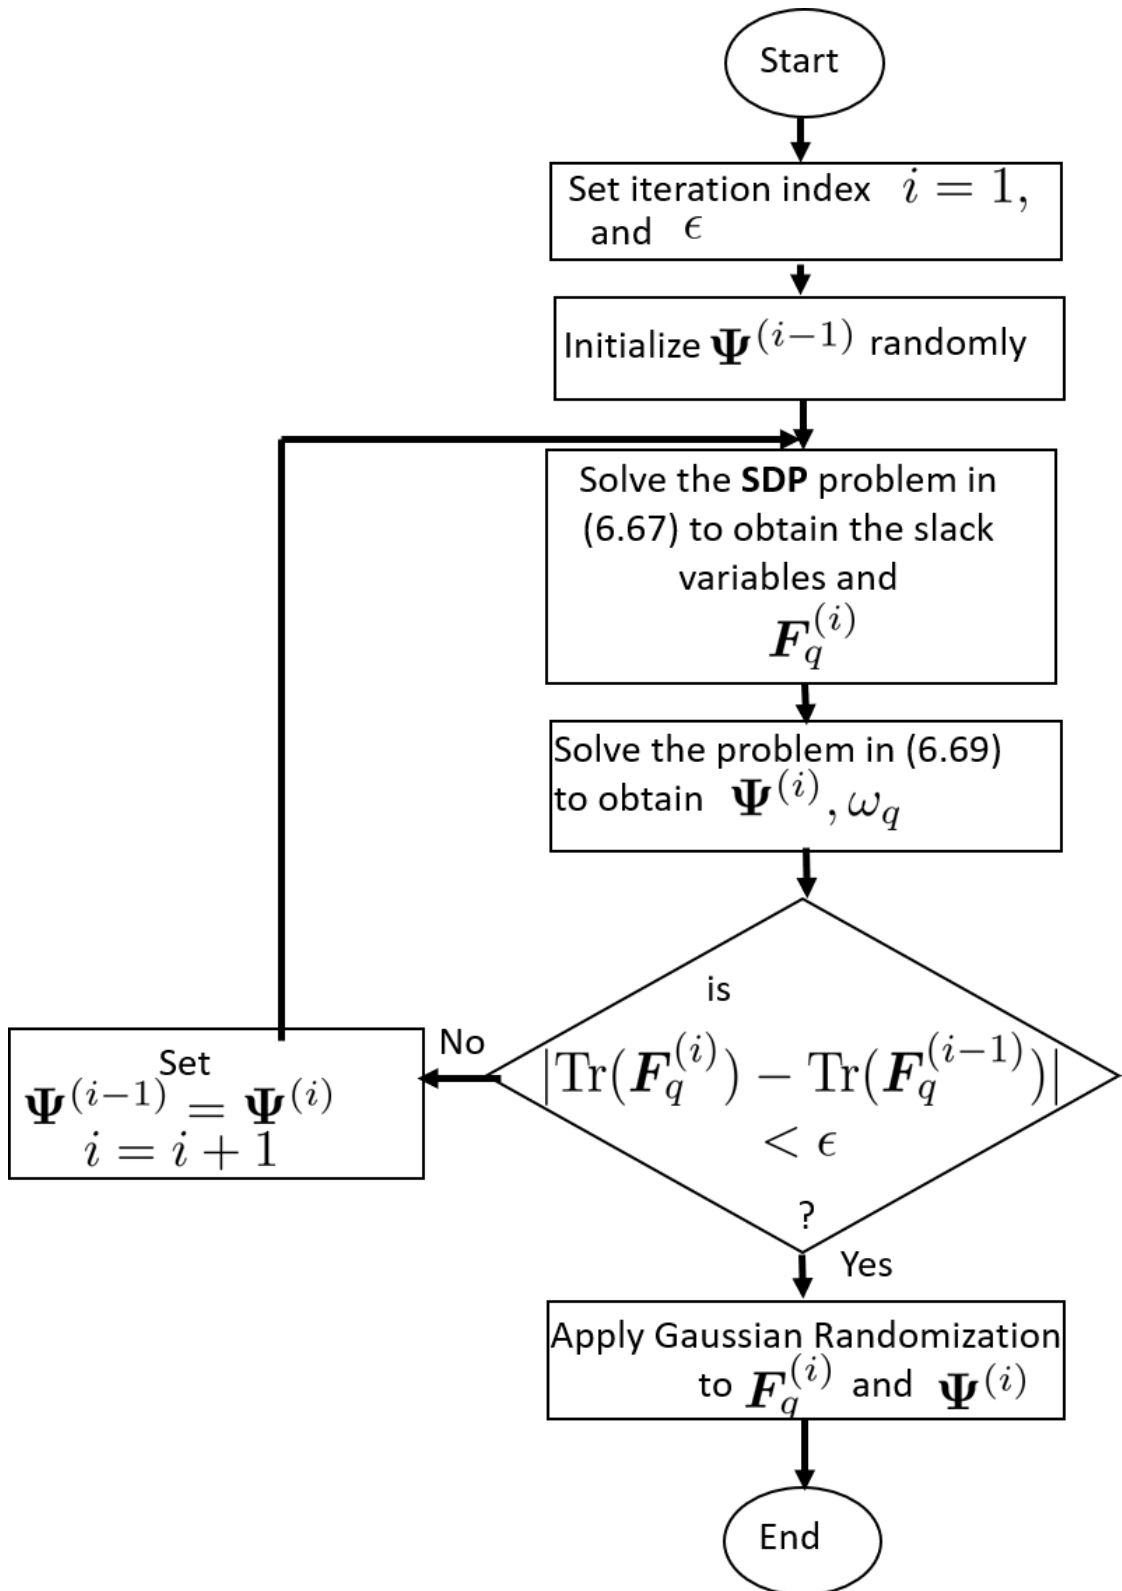 Start
Set iteration index i = 1,
and ϵ
Initialize Ψ^(i−1) randomly
Solve the SDP problem in
(6.67) to obtain the slack
variables and
F_q^(i)
Solve the problem in (6.69)
to obtain Ψ^(i), ω_q
is
|Tr(F_q^(i)) − Tr(F_q^(i−1))|
< ϵ
?
No
Set
Ψ^(i−1) = Ψ^(i)
i = i + 1
Yes
Apply Gaussian Randomization
to F_q^(i) and Ψ^(i)
End